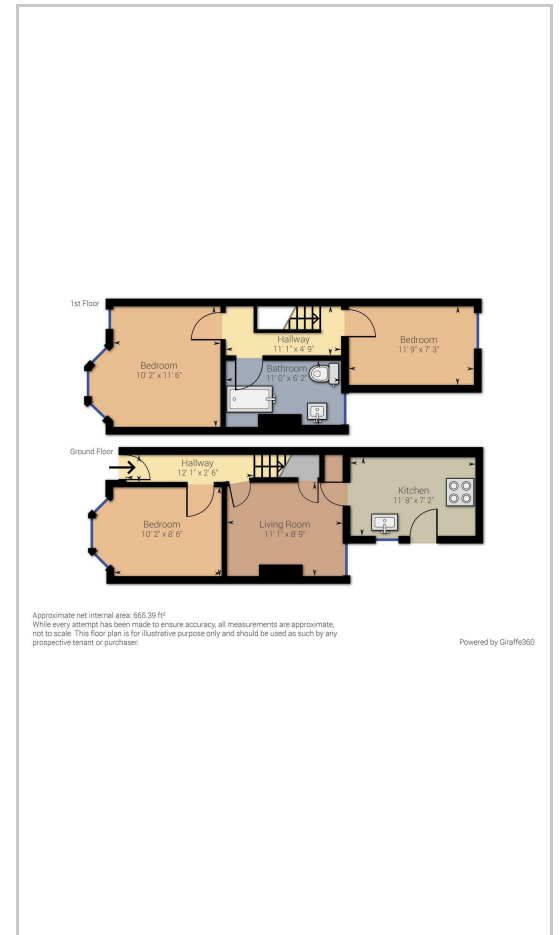 1st Floor
Hallway
11' 1" x 4' 9"
Bedroom
10' 2" x 11' 6"
Bathroom
11' 0" x 6' 2"
Bedroom
11' 9" x 7' 3"
Ground Floor
Hallway
12' 1" x 2' 6"
Bedroom
10' 2" x 8' 6"
Living Room
11' 1" x 8' 9"
Kitchen
11' 8" x 7' 2"
Approximate net internal area: 665.39 ft²
While every attempt has been made to ensure accuracy, all measurements are approximate,
not to scale. This floor plan is for illustrative purpose only and should be used as such by any
prospective tenant or purchaser.
Powered by Giraffe360